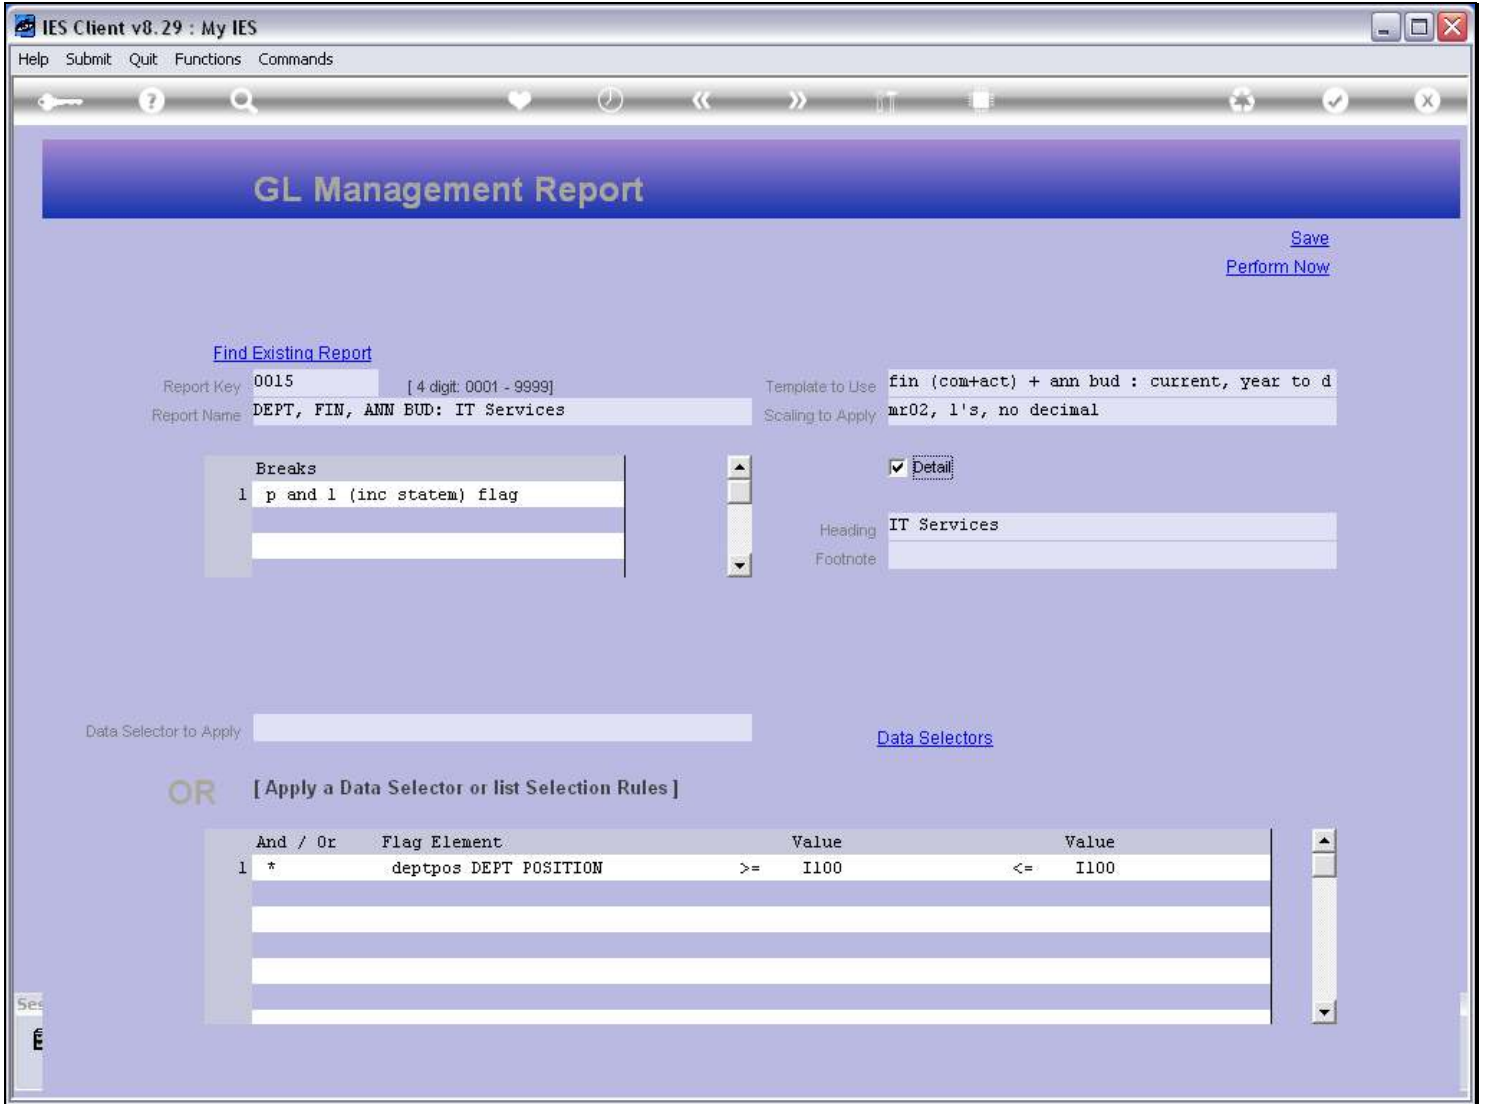 IES Client v8.29 : My IES
Help Submit Quit Functions Commands
GL Management Report
Save
Perform Now
Find Existing Report
Report Key 0015 [ 4 digit: 0001 - 9999]
Report Name DEPT, FIN, ANN BUD: IT Services
Template to Use fin (com+act) + ann bud : current, year to d
Scaling to Apply mr02, 1's, no decimal
Breaks
1 p and l (inc statem) flag
Detail
Heading IT Services
Footnote
Data Selector to Apply
Data Selectors
OR [ Apply a Data Selector or list Selection Rules ]
And / Or Flag Element Value Value
1 * deptpos DEPT POSITION >= I100 <= I100
Ses